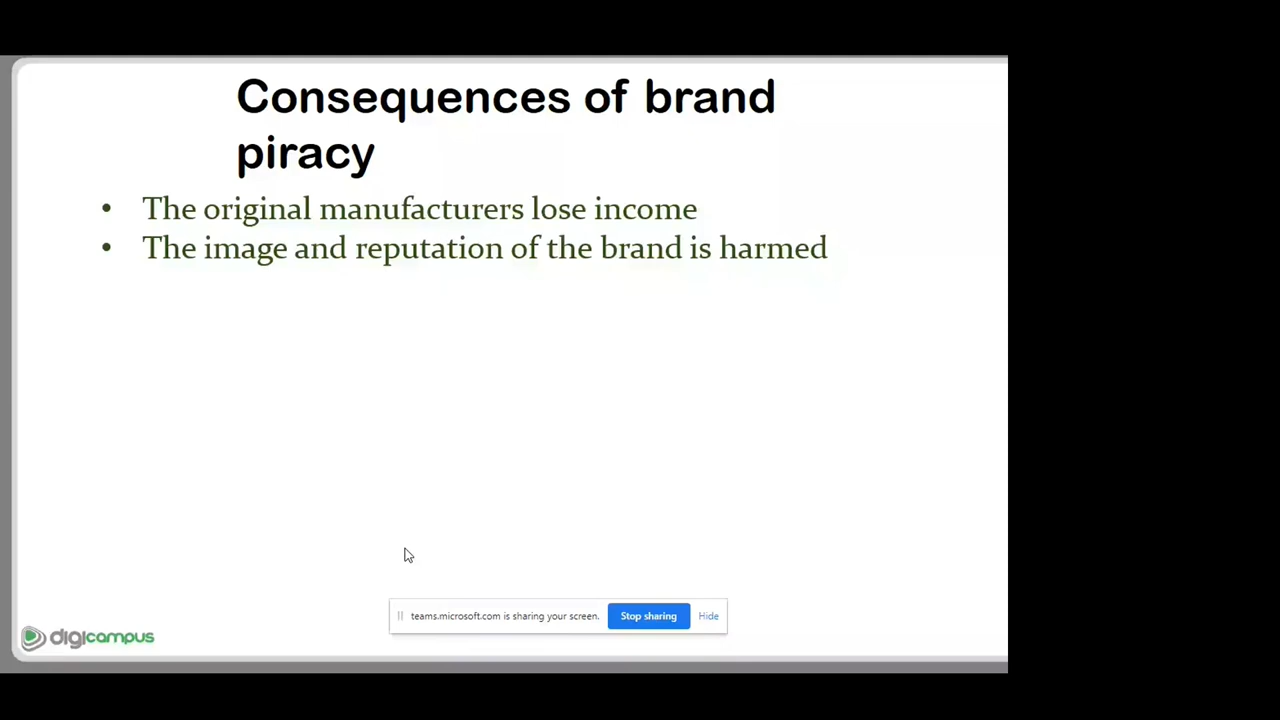 Consequences of brand
piracy
• The original manufacturers lose income
• The image and reputation of the brand is harmed
teams.microsoft.com is sharing your screen. Stop sharing Hide
digicampus